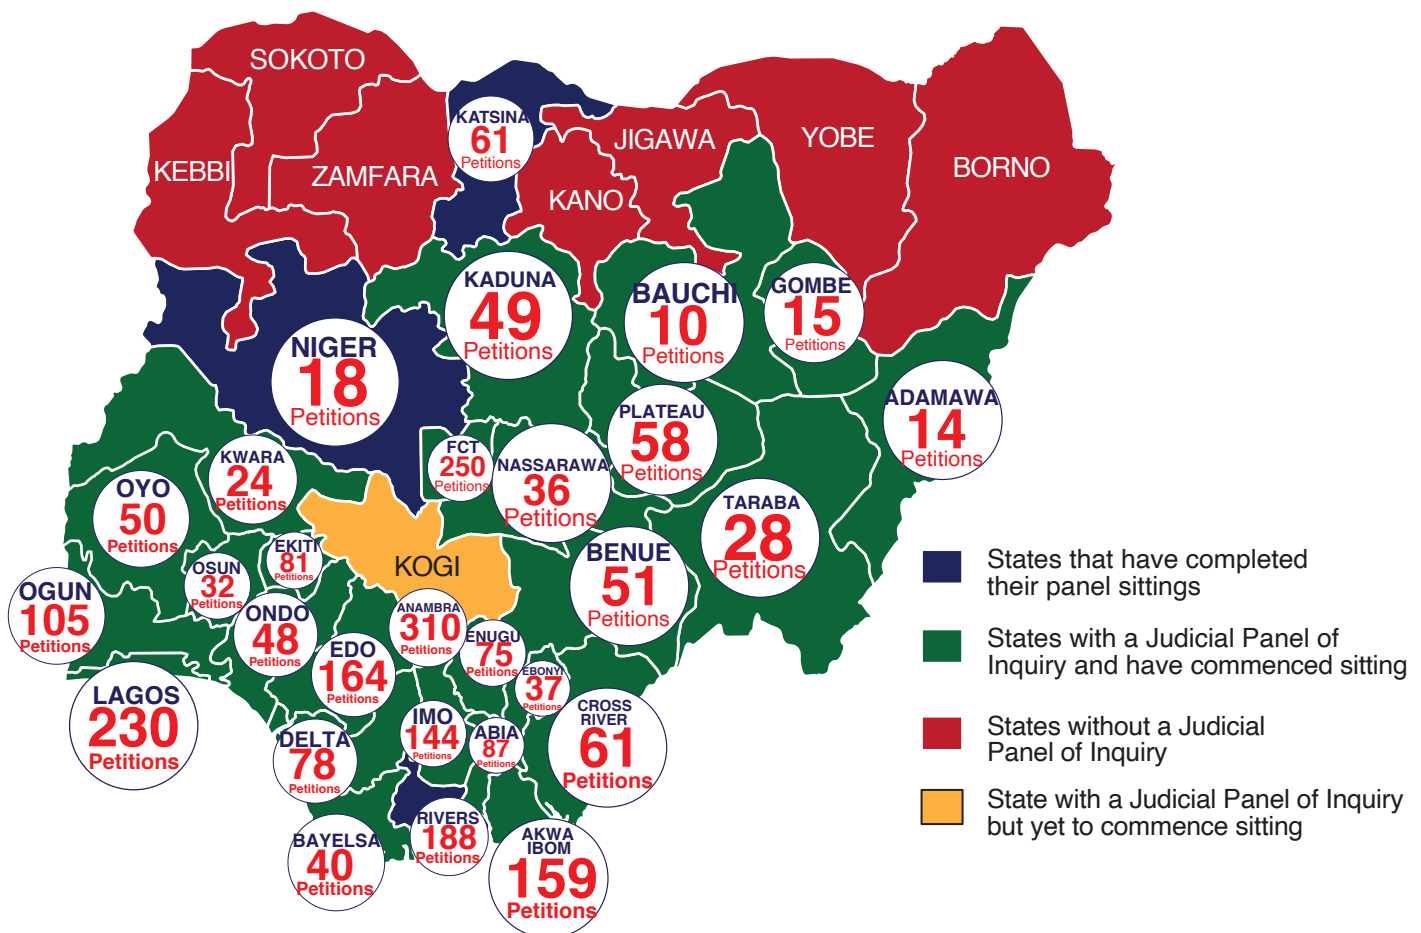 SOKOTO
KEBBI
ZAMFARA
KATSINA
61
Petitions
KANO
JIGAWA
YOBE
BORNO
KADUNA
49
Petitions
BAUCHI
10
Petitions
GOMBE
15
Petitions
NIGER
18
Petitions
ADAMAWA
14
Petitions
PLATEAU
58
Petitions
FCT
250
Petitions
NASSARAWA
36
Petitions
KWARA
24
Petitions
OYO
50
Petitions
TARABA
28
Petitions
BENUE
51
Petitions
EKITI
81
Petitions
OSUN
32
Petitions
KOGI
OGUN
105
Petitions
ONDO
48
Petitions
ANAMBRA
310
Petitions
ENUGU
75
Petitions
EDO
164
Petitions
EBONYI
37
Petitions
LAGOS
230
Petitions
DELTA
78
Petitions
IMO
144
Petitions
ABIA
87
Petitions
CROSS
RIVER
61
Petitions
BAYELSA
40
Petitions
RIVERS
188
Petitions
AKWA
IBOM
159
Petitions
States that have completed
their panel sittings
States with a Judicial Panel of
Inquiry and have commenced sitting
States without a Judicial
Panel of Inquiry
State with a Judicial Panel of Inquiry
but yet to commence sitting